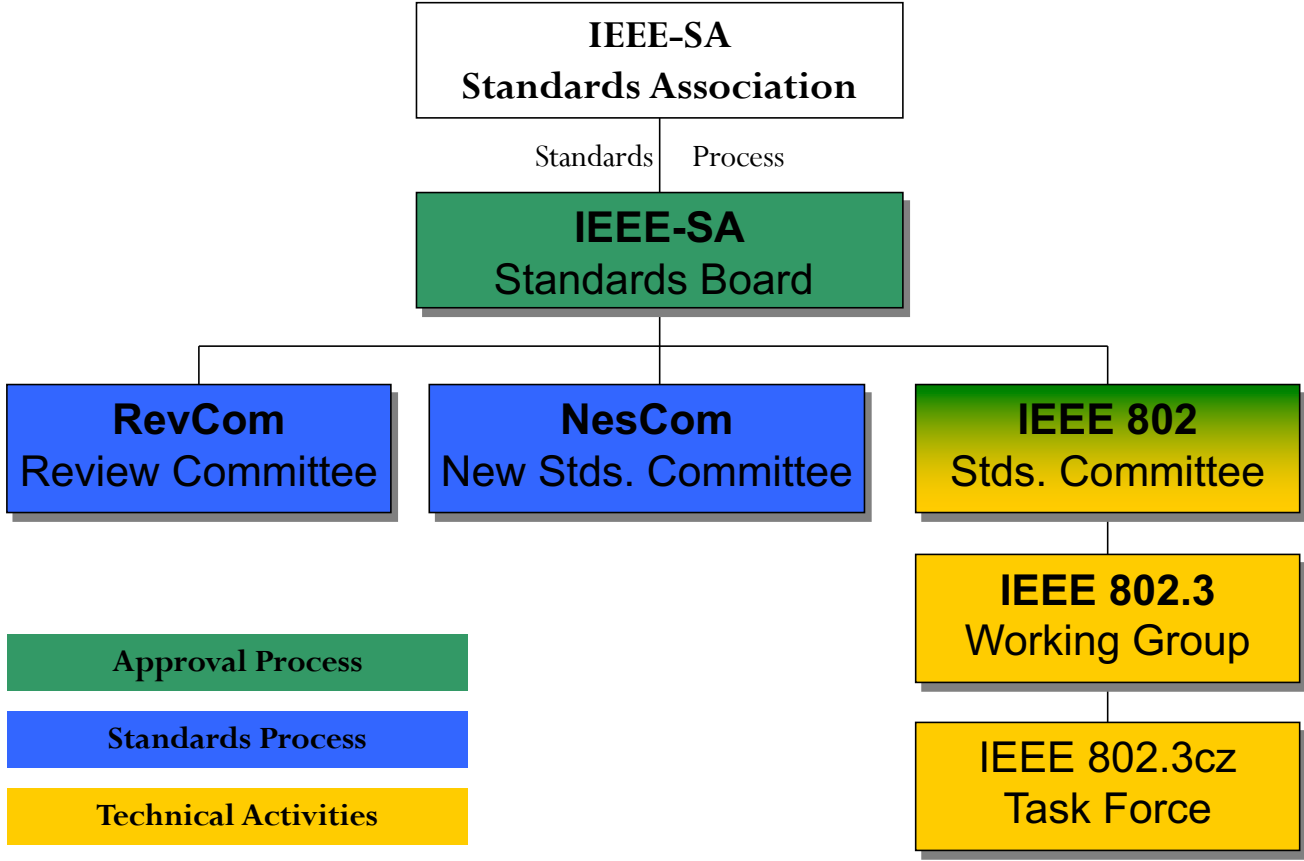 IEEE-SA
Standards Association
Standards Process
IEEE-SA
Standards Board
RevCom
Review Committee
NesCom
New Stds. Committee
IEEE 802
Stds. Committee
IEEE 802.3
Working Group
IEEE 802.3cz
Task Force
Approval Process
Standards Process
Technical Activities